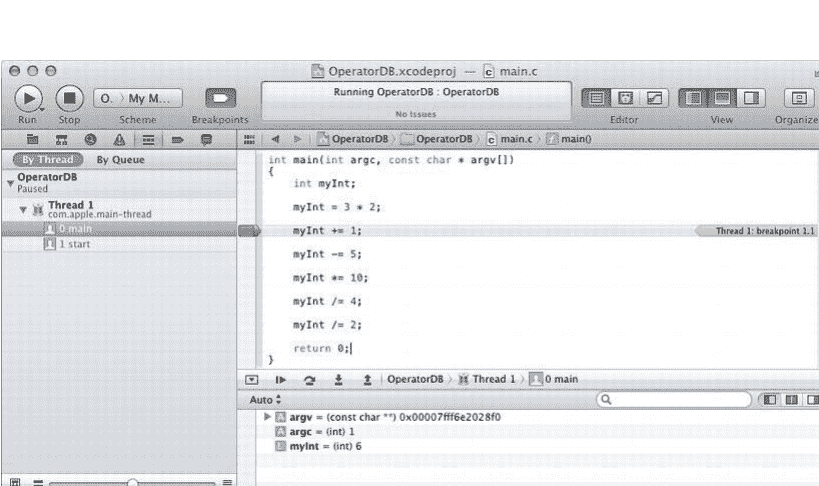 OperatorDB.xcodeproj — c main.c
Run Stop O. › My M... Scheme Breakpoints
Running OperatorDB : OperatorDB
No Issues
Editor View Organize
OperatorDB › OperatorDB › c main.c › f main()
By Thread By Queue
OperatorDB
Paused
Thread 1
com.apple.main-thread
0 main
1 start
int main(int argc, const char * argv[])
{
int myInt;
myInt = 3 * 2;
myInt += 1;
Thread 1: breakpoint 1.1
myInt -= 5;
myInt *= 10;
myInt /= 4;
myInt /= 2;
return 0;
}
OperatorDB › Thread 1 › 0 main
Auto
argv = (const char **) 0x00007fff6e2028f0
argc = (int) 1
myInt = (int) 6